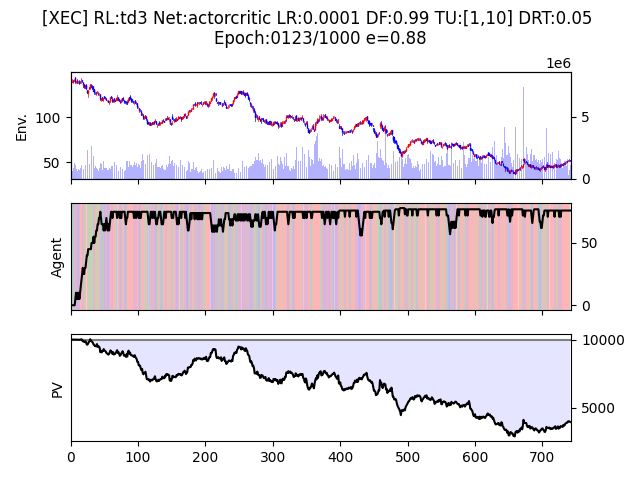 [XEC] RL:td3 Net:actorcritic LR:0.0001 DF:0.99 TU:[1,10] DRT:0.05
Epoch:0123/1000 e=0.88
1e6
Env.
100
50
5
0
Agent
50
0
PV
10000
5000
0 100 200 300 400 500 600 700